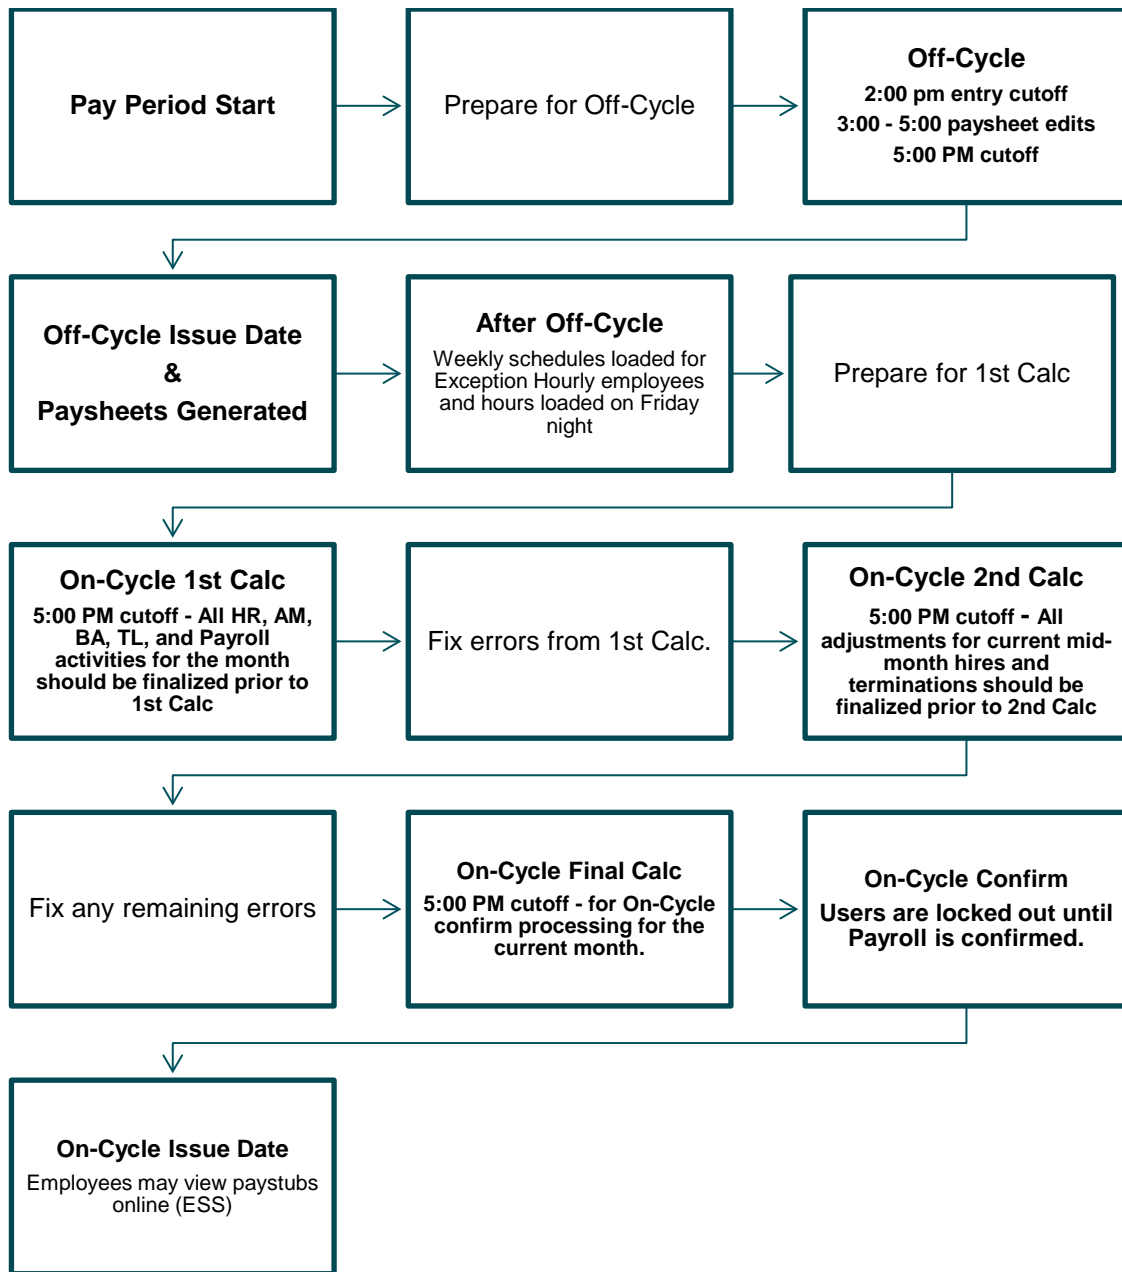 Pay Period Start
Prepare for Off-Cycle
Off-Cycle
2:00 pm entry cutoff
3:00 - 5:00 paysheet edits
5:00 PM cutoff
Off-Cycle Issue Date
&
Paysheets Generated
After Off-Cycle
Weekly schedules loaded for
Exception Hourly employees
and hours loaded on Friday
night
Prepare for 1st Calc
On-Cycle 1st Calc
5:00 PM cutoff - All HR, AM,
BA, TL, and Payroll
activities for the month
should be finalized prior to
1st Calc
Fix errors from 1st Calc.
On-Cycle 2nd Calc
5:00 PM cutoff - All
adjustments for current mid-
month hires and
terminations should be
finalized prior to 2nd Calc
Fix any remaining errors
On-Cycle Final Calc
5:00 PM cutoff - for On-Cycle
confirm processing for the
current month.
On-Cycle Confirm
Users are locked out until
Payroll is confirmed.
On-Cycle Issue Date
Employees may view paystubs
online (ESS)